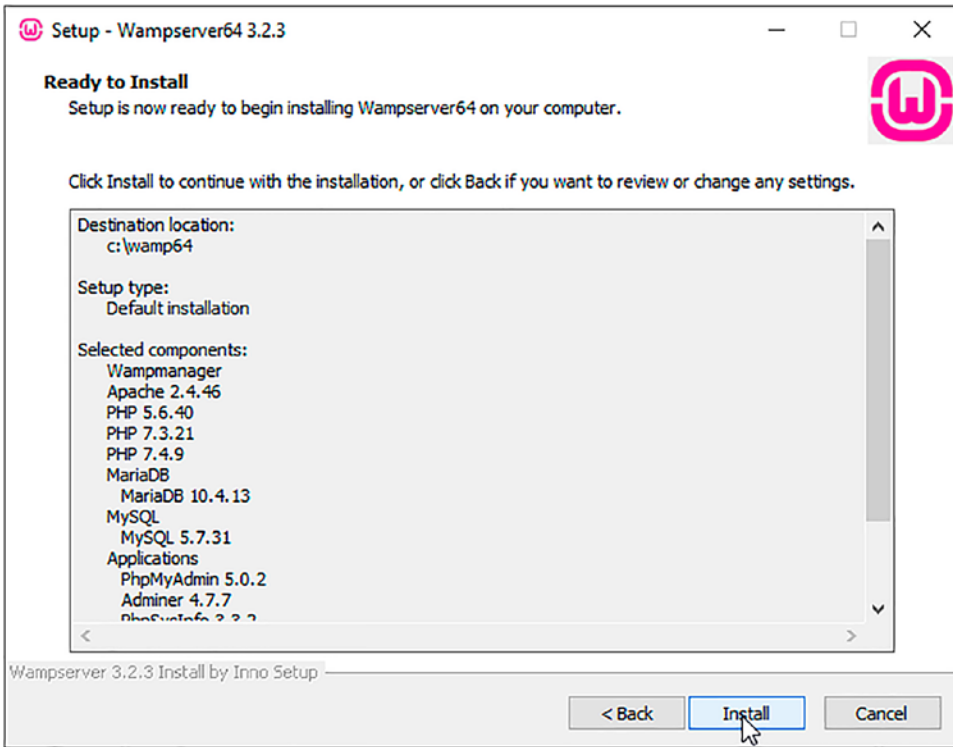 Setup - Wampserver64 3.2.3
Ready to Install
Setup is now ready to begin installing Wampserver64 on your computer.
Click Install to continue with the installation, or click Back if you want to review or change any settings.
Destination location:
c:\wamp64
Setup type:
Default installation
Selected components:
Wampmanager
Apache 2.4.46
PHP 5.6.40
PHP 7.3.21
PHP 7.4.9
MariaDB
MariaDB 10.4.13
MySQL
MySQL 5.7.31
Applications
PhpMyAdmin 5.0.2
Adminer 4.7.7
PhpSysInfo 3.3.2
Wampserver 3.2.3 Install by Inno Setup
< Back Install Cancel